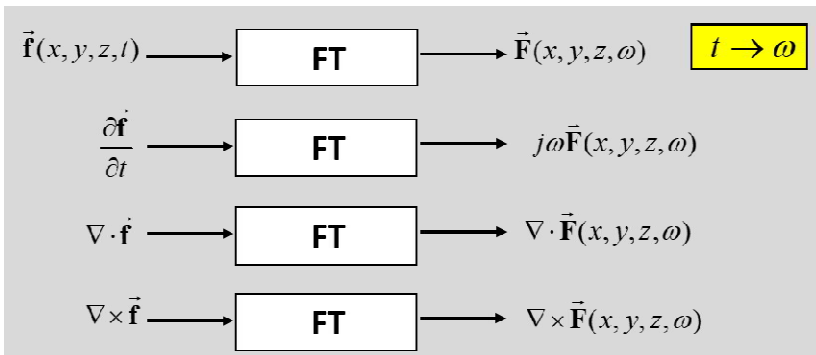 f⃗(x, y, z, t) FT F⃗(x, y, z, ω) t → ω
∂f⃗/∂t FT jωF⃗(x, y, z, ω)
∇ · f⃗ FT ∇ · F⃗(x, y, z, ω)
∇ × f⃗ FT ∇ × F⃗(x, y, z, ω)